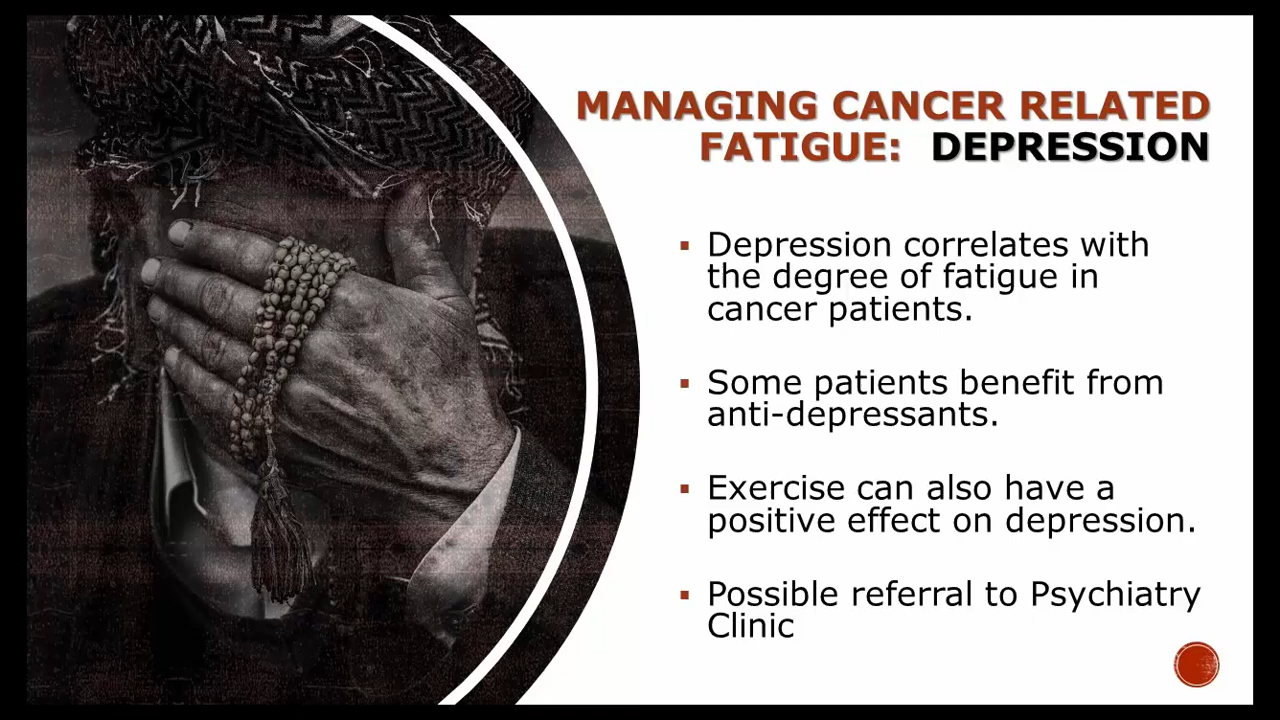 MANAGING CANCER RELATED
FATIGUE: DEPRESSION
▪ Depression correlates with
the degree of fatigue in
cancer patients.
▪ Some patients benefit from
anti-depressants.
▪ Exercise can also have a
positive effect on depression.
▪ Possible referral to Psychiatry
Clinic